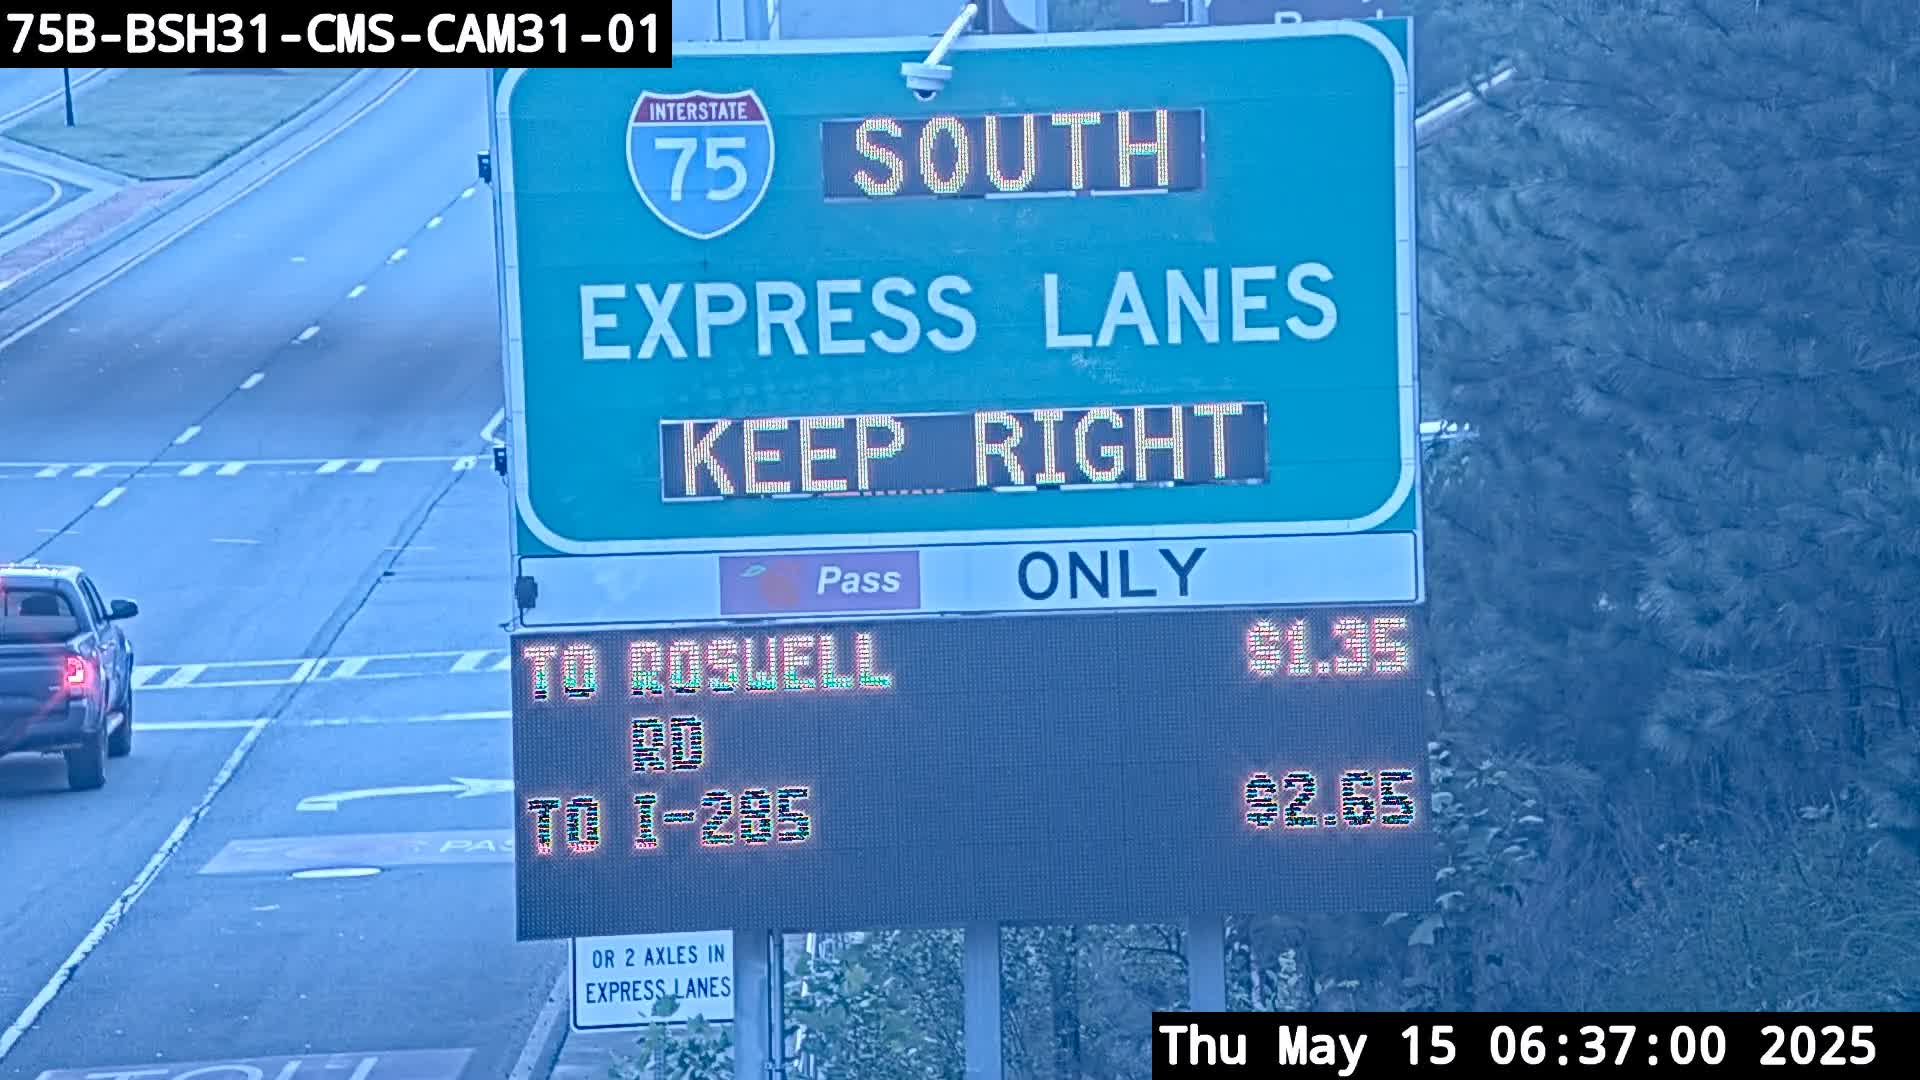 75B-BSH31-CMS-CAM31-01
INTERSTATE
75
SOUTH
EXPRESS LANES
KEEP RIGHT
Pass ONLY
TO ROSWELL $1.35
RD
TO I-285 $2.65
OR 2 AXLES IN
EXPRESS LANES
Thu May 15 06:37:00 2025